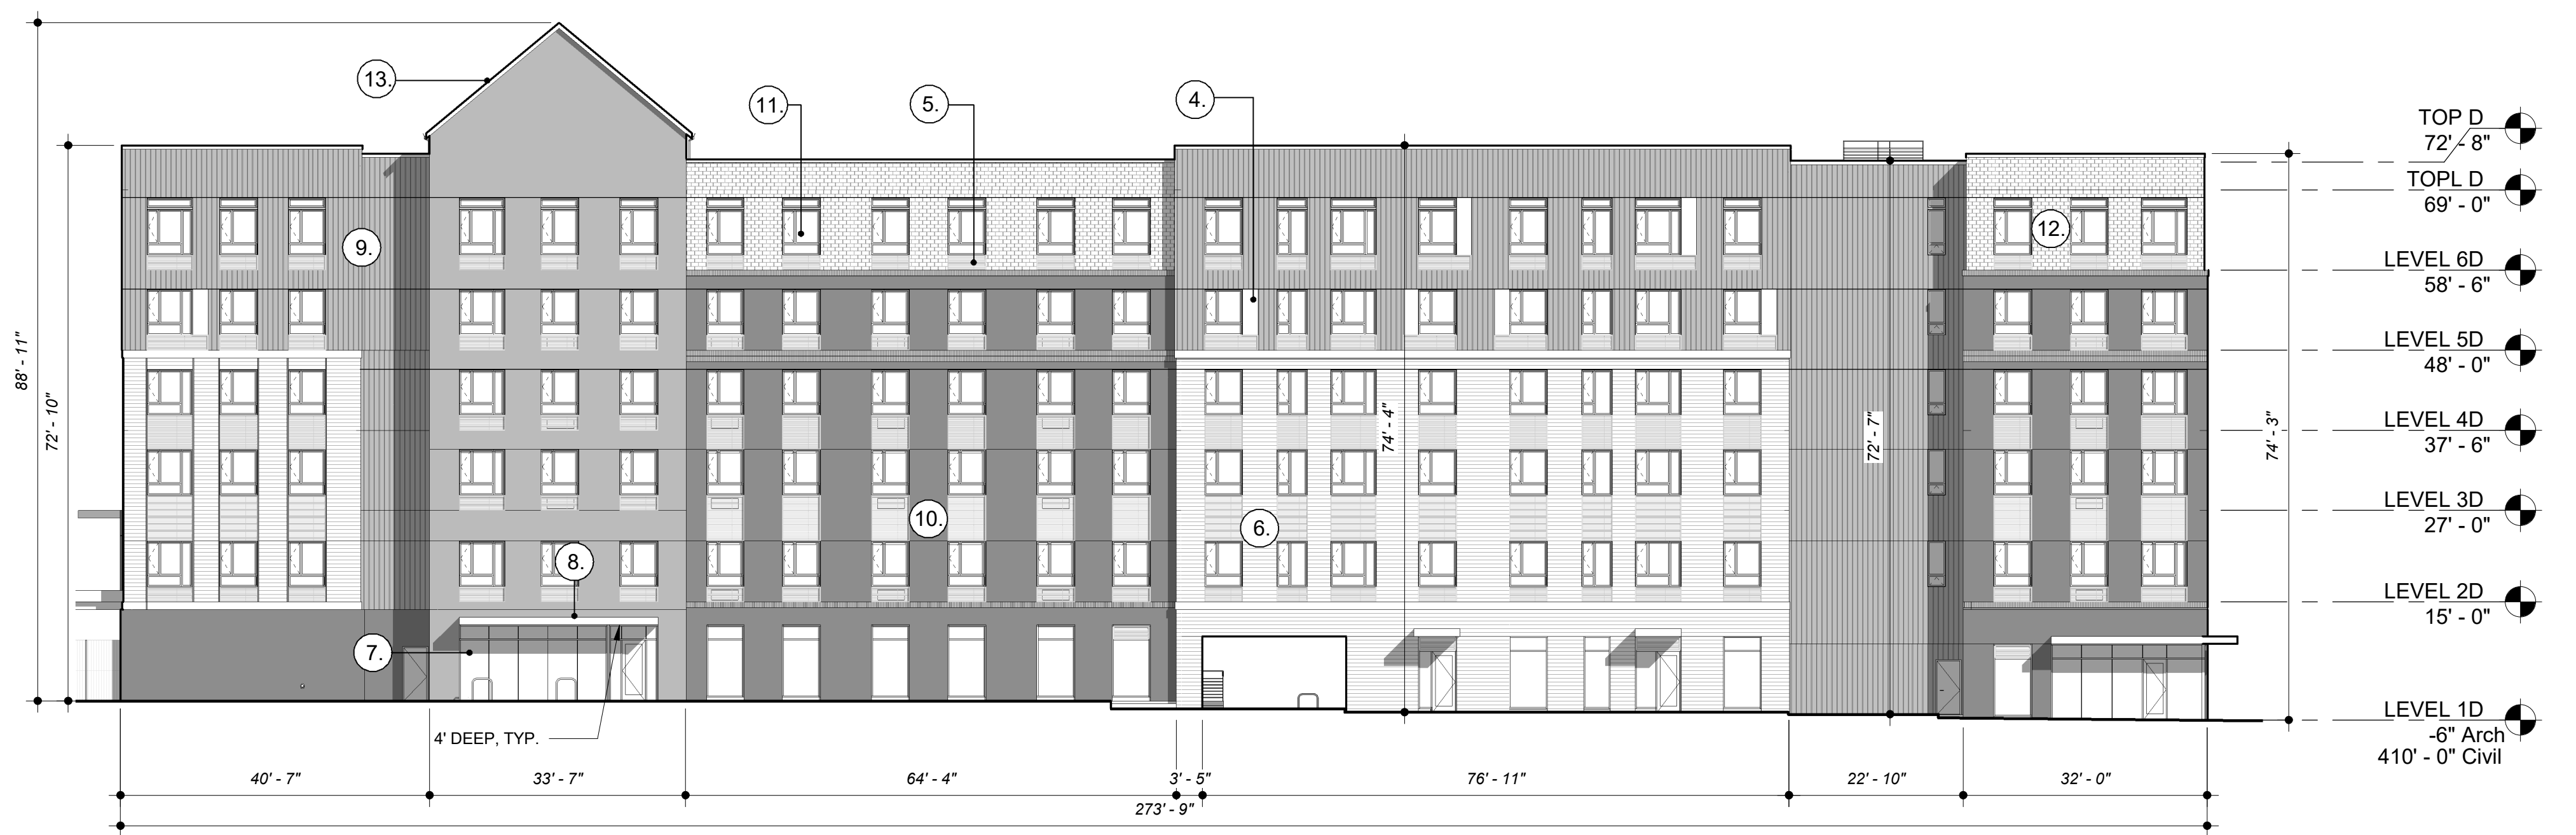 13.
11.
5.
4.
TOP D
72' - 8"
TOPL D
69' - 0"
9.
12.
LEVEL 6D
58' - 6"
88' - 11"
72' - 10"
LEVEL 5D
48' - 0"
74' - 4"
72' - 7"
74' - 3"
LEVEL 4D
37' - 6"
10.
6.
LEVEL 3D
27' - 0"
8.
LEVEL 2D
15' - 0"
7.
4' DEEP, TYP.
LEVEL 1D
-6" Arch
410' - 0" Civil
40' - 7"
33' - 7"
64' - 4"
3' - 5"
76' - 11"
22' - 10"
32' - 0"
273' - 9"